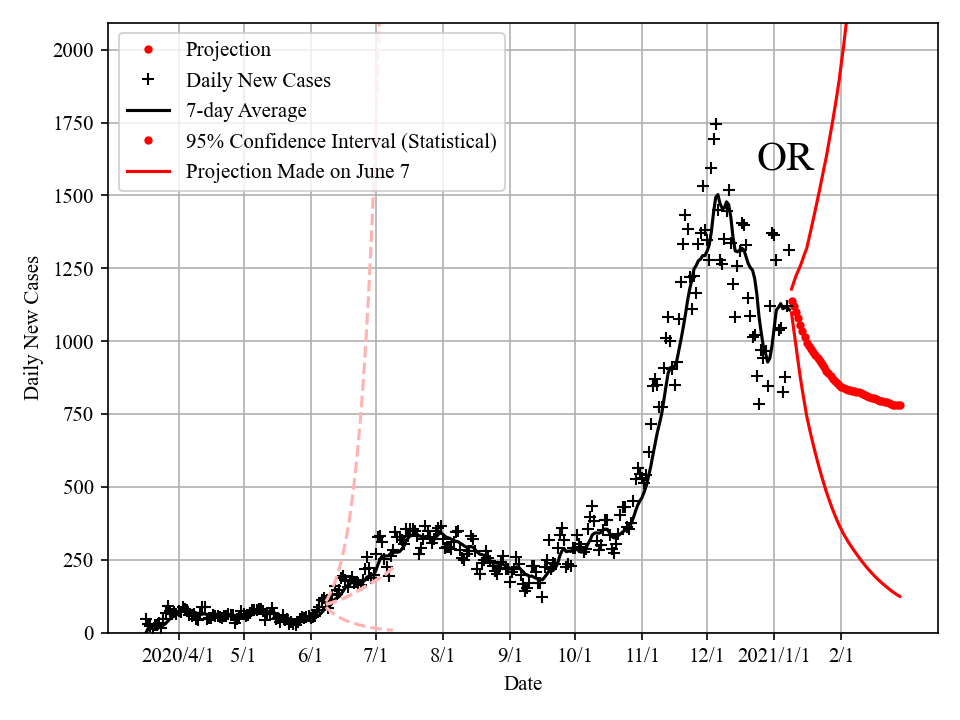 2000
1750
1500
1250
1000
750
500
250
0
Daily New Cases
Projection
Daily New Cases
7-day Average
95% Confidence Interval (Statistical)
Projection Made on June 7
OR
2020/4/1 5/1 6/1 7/1 8/1 9/1 10/1 11/1 12/1 2021/1/1 2/1
Date